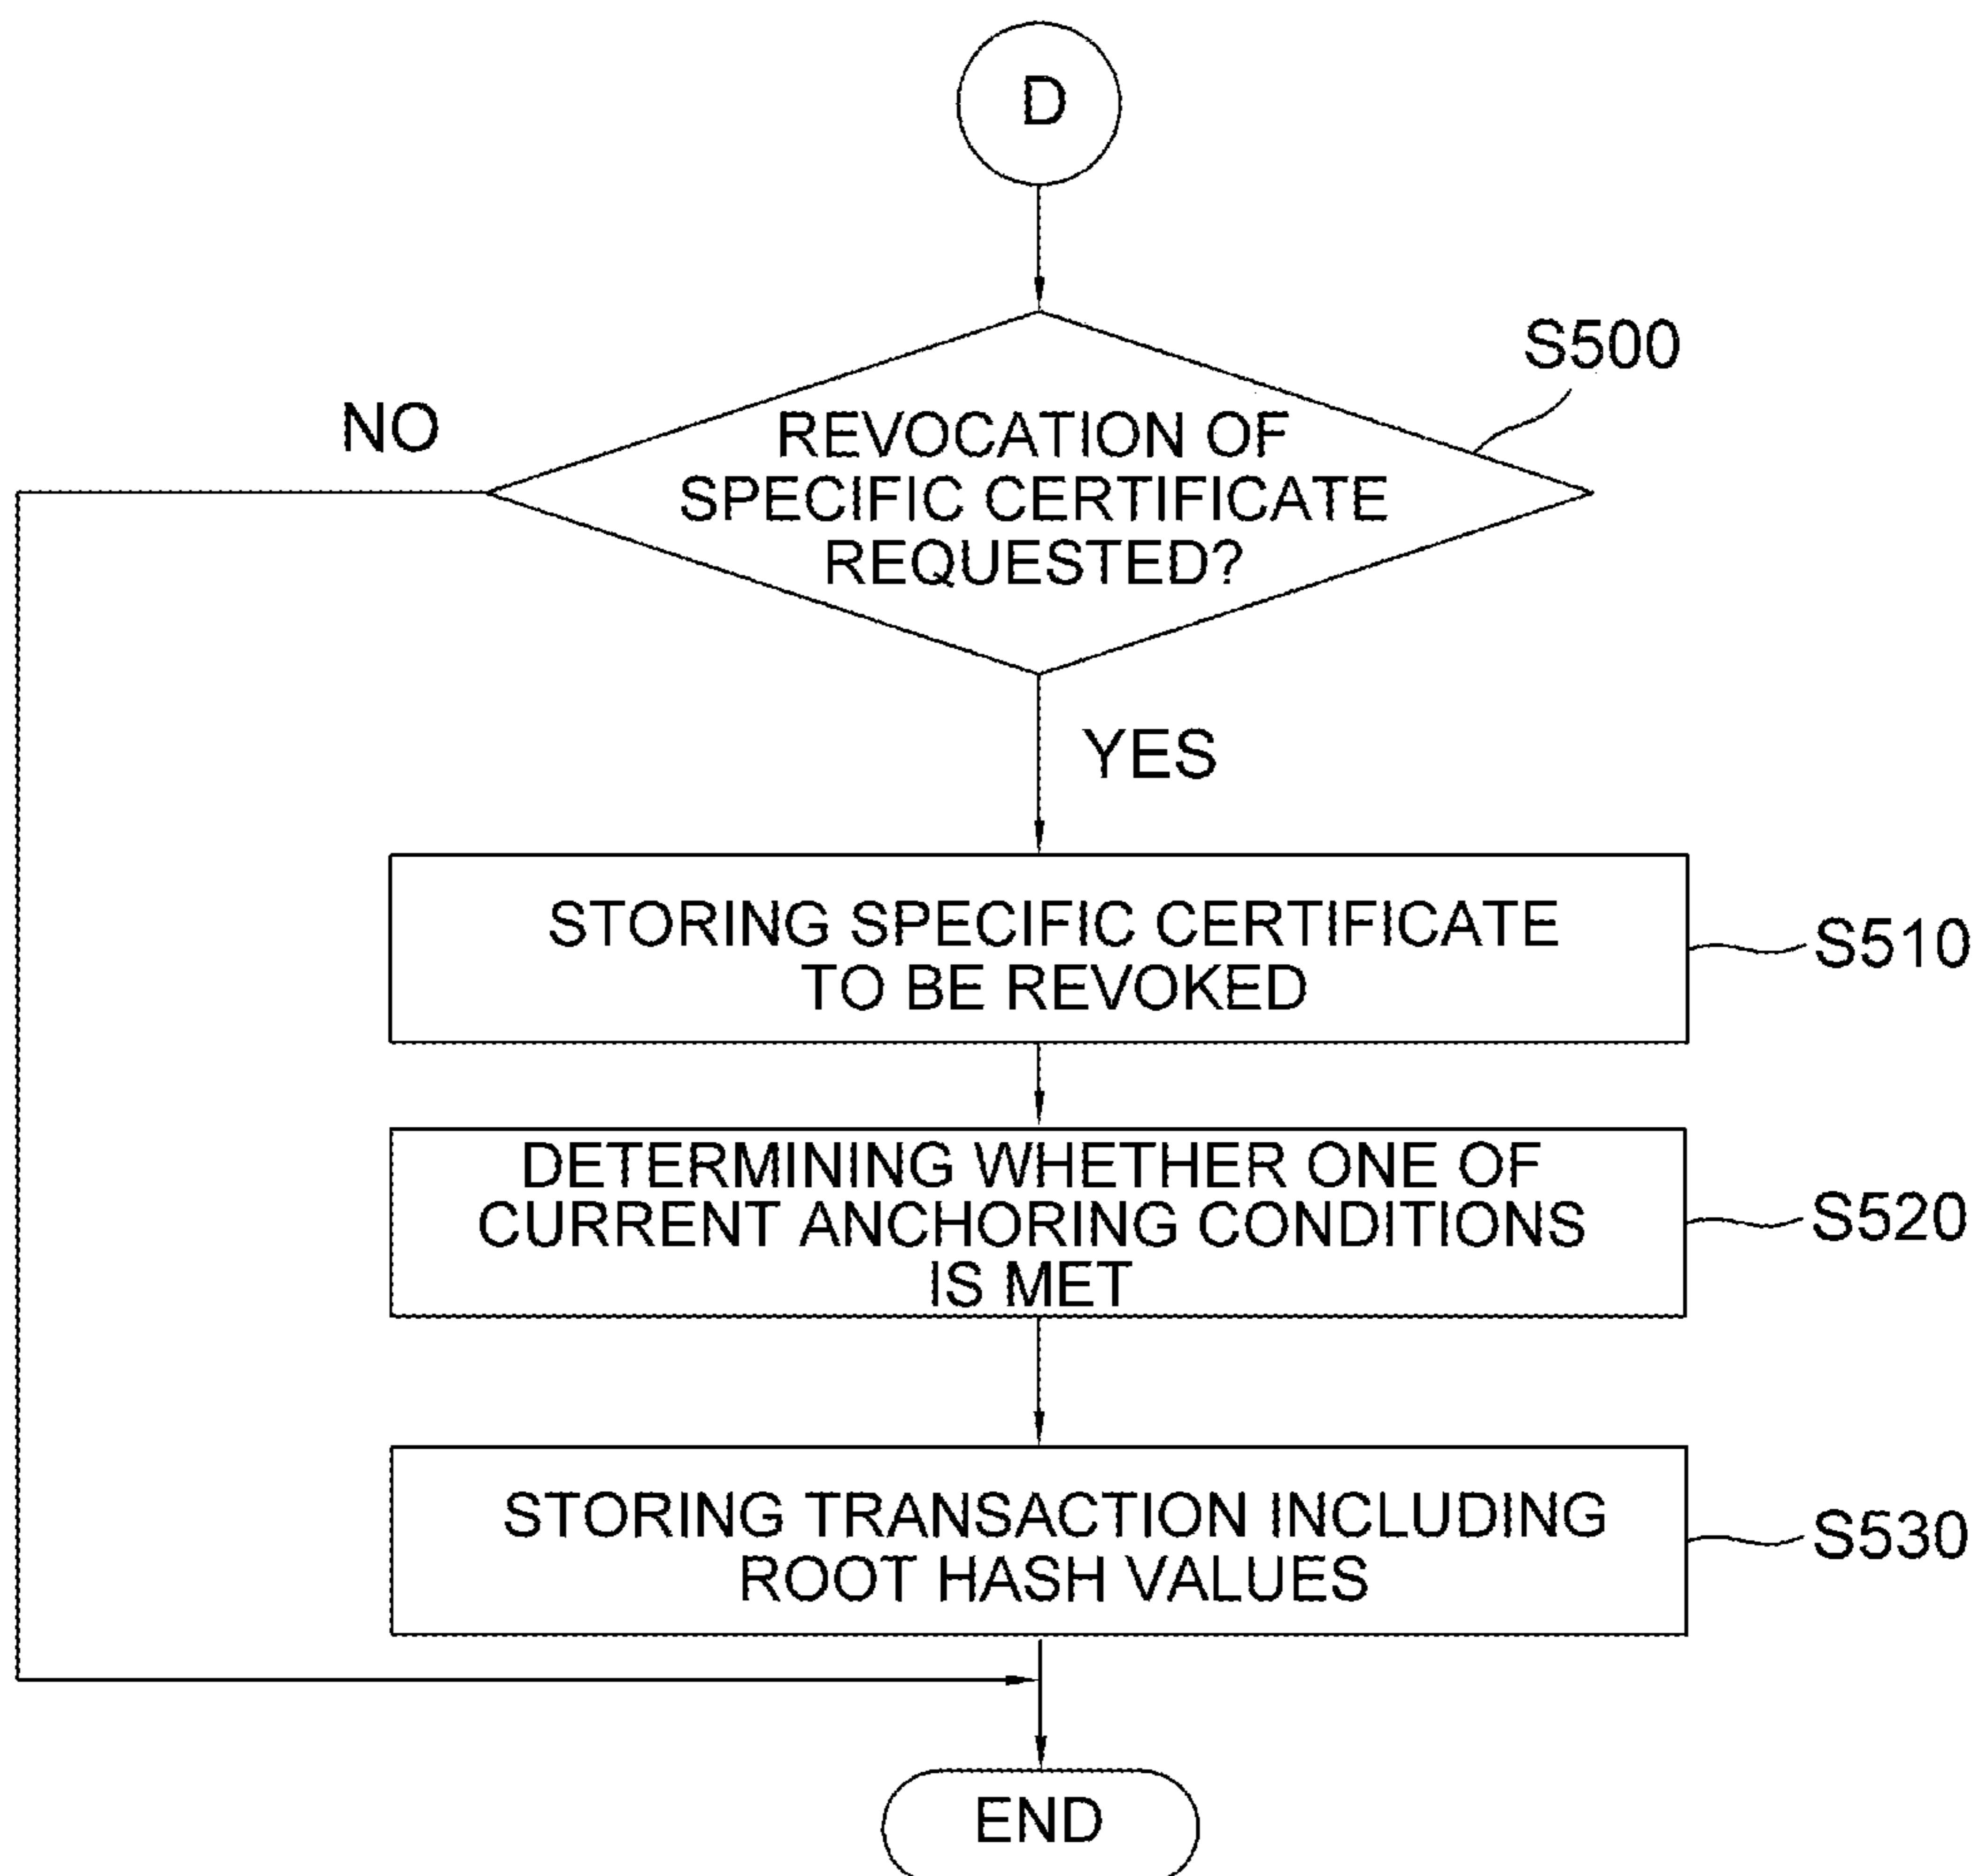 D
S500
NO
REVOCATION OF
SPECIFIC CERTIFICATE
REQUESTED?
YES
STORING SPECIFIC CERTIFICATE
TO BE REVOKED
S510
DETERMINING WHETHER ONE OF
CURRENT ANCHORING CONDITIONS
IS MET
S520
STORING TRANSACTION INCLUDING
ROOT HASH VALUES
S530
END